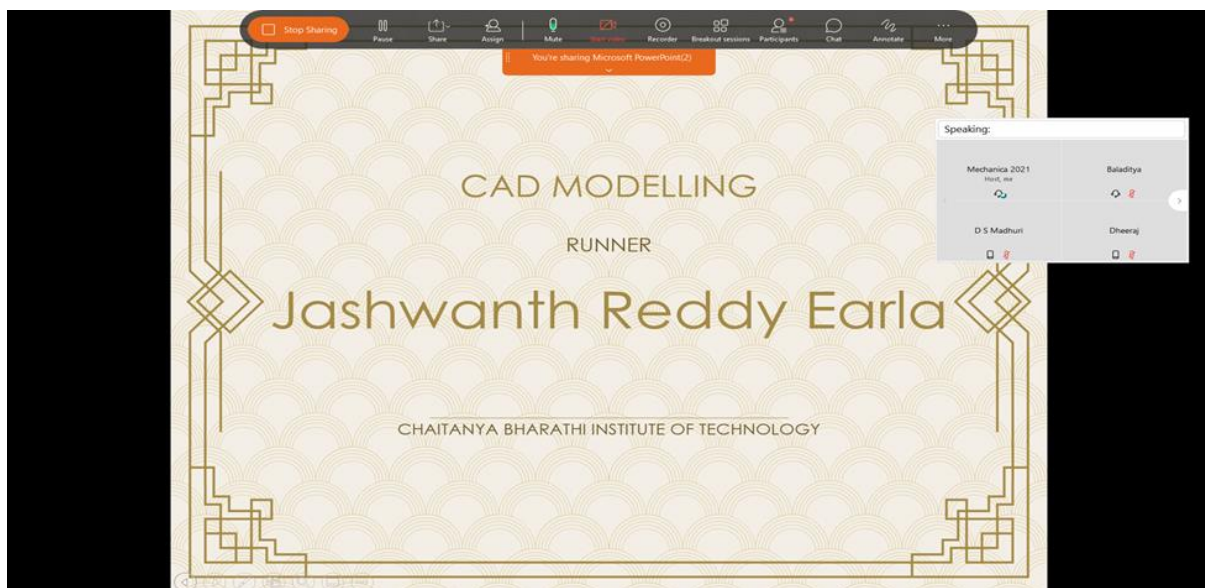 Stop Sharing
Pause
Share
Assign
Mute
Start video
Recorder
Breakout sessions
Participants
Chat
Annotate
More
You're sharing Microsoft PowerPoint(2)
Speaking:
Mechanica 2021
Host, me
Baladitya
D S Madhuri
Dheeraj
CAD MODELLING
RUNNER
Jashwanth Reddy Earla
CHAITANYA BHARATHI INSTITUTE OF TECHNOLOGY